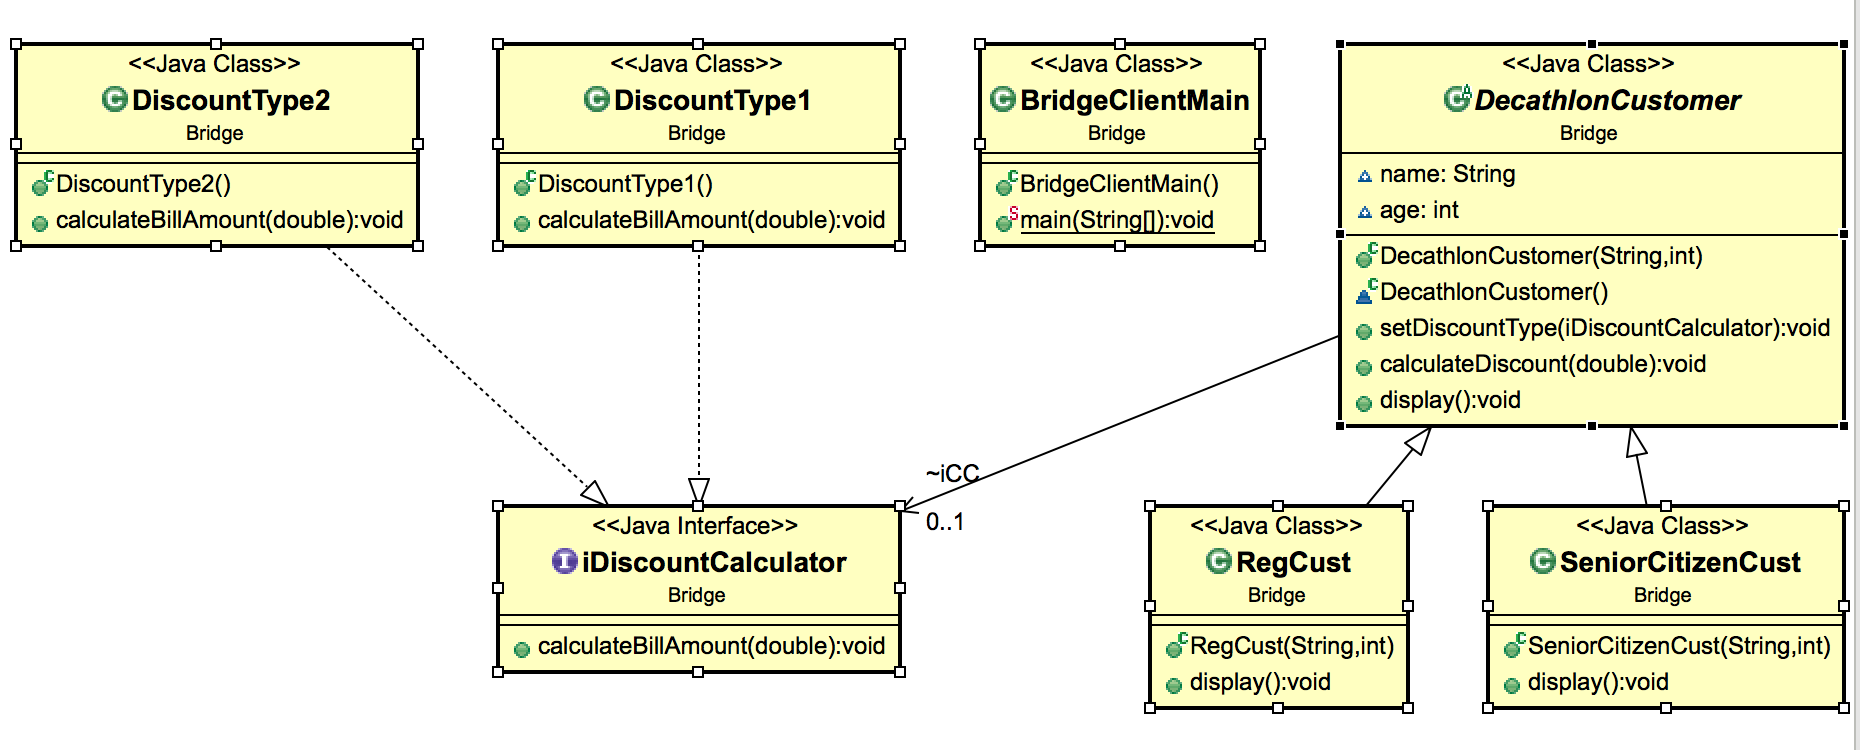 <<Java Class>>
DiscountType2
Bridge
DiscountType2()
calculateBillAmount(double):void
<<Java Class>>
DiscountType1
Bridge
DiscountType1()
calculateBillAmount(double):void
<<Java Class>>
BridgeClientMain
Bridge
BridgeClientMain()
main(String[]):void
<<Java Class>>
DecathlonCustomer
Bridge
name: String
age: int
DecathlonCustomer(String,int)
DecathlonCustomer()
setDiscountType(iDiscountCalculator):void
calculateDiscount(double):void
display():void
~iCC
0..1
<<Java Interface>>
iDiscountCalculator
Bridge
calculateBillAmount(double):void
<<Java Class>>
RegCust
Bridge
RegCust(String,int)
display():void
<<Java Class>>
SeniorCitizenCust
Bridge
SeniorCitizenCust(String,int)
display():void